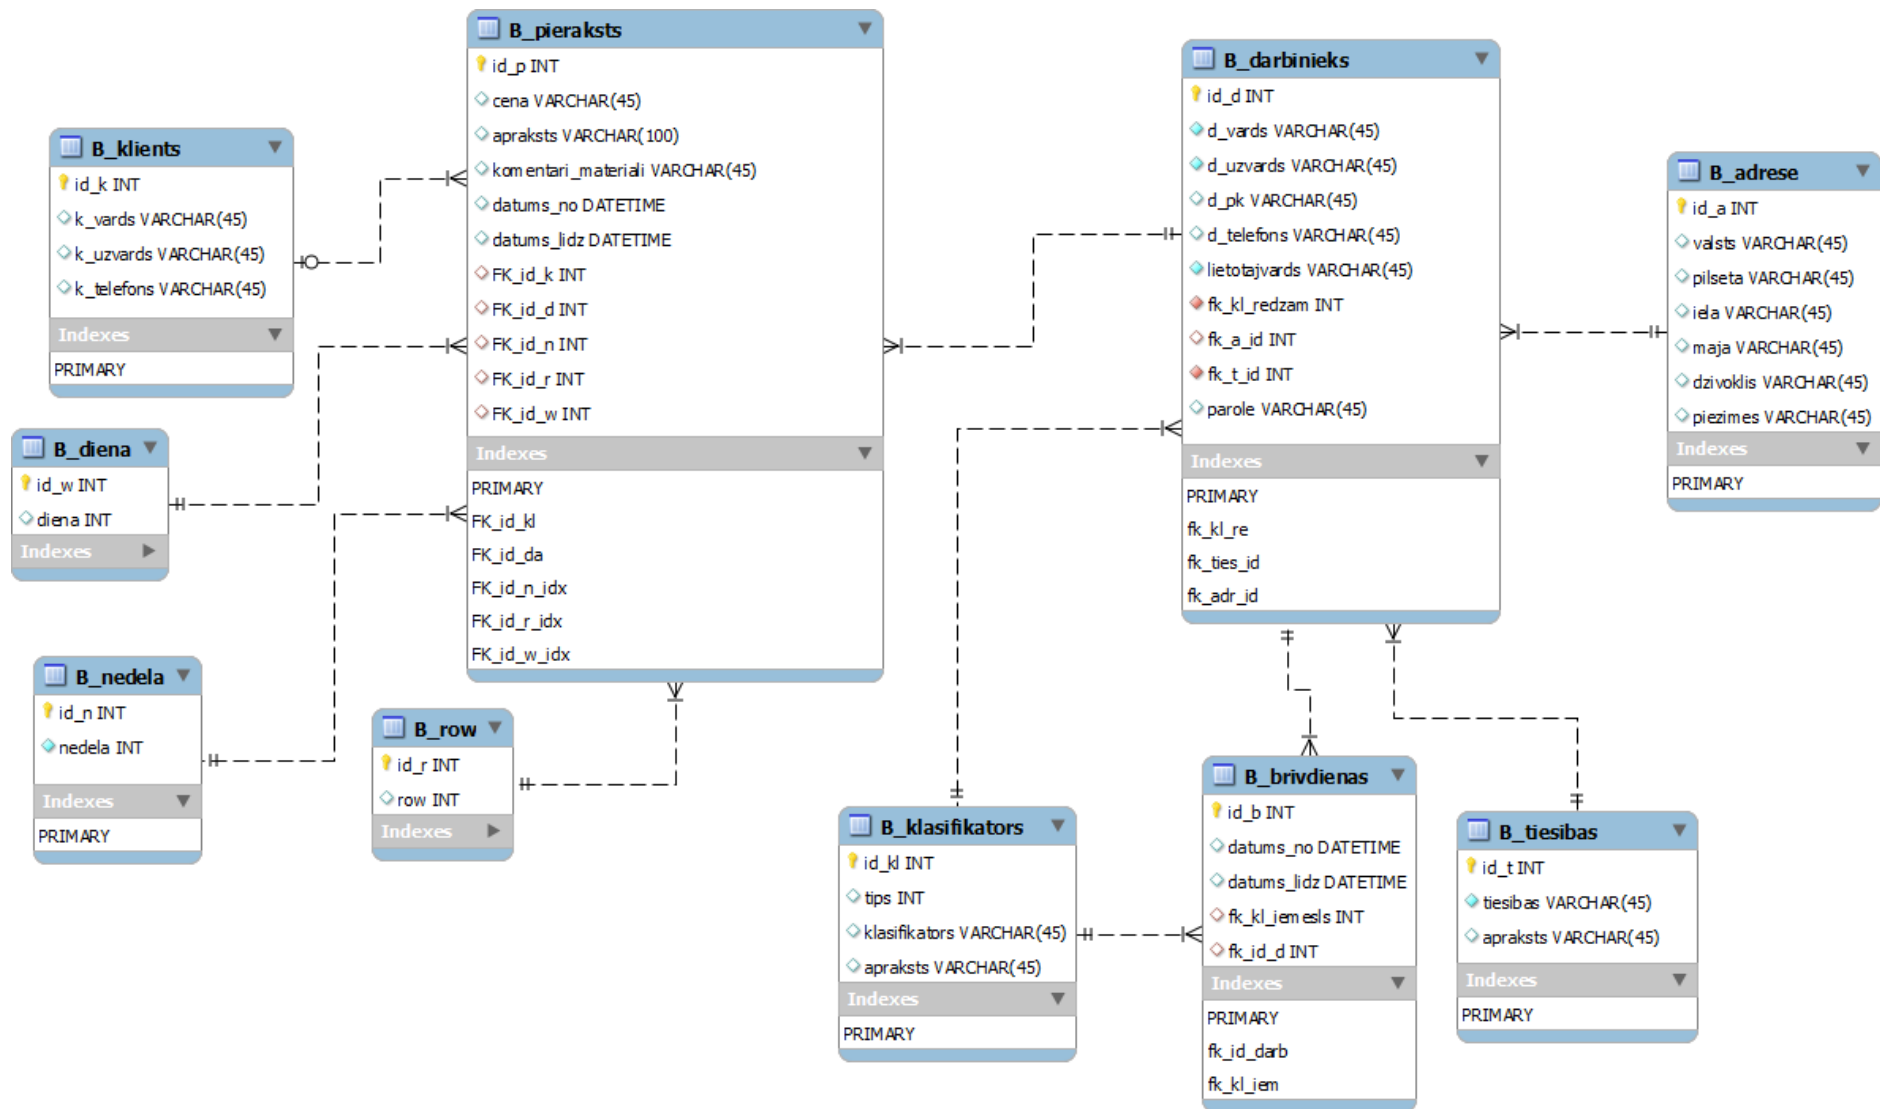 B_pieraksts
id_p INT
cena VARCHAR(45)
apraksts VARCHAR(100)
komentari_materiali VARCHAR(45)
datums_no DATETIME
datums_lidz DATETIME
FK_id_k INT
FK_id_d INT
FK_id_n INT
FK_id_r INT
FK_id_w INT
Indexes
PRIMARY
FK_id_kl
FK_id_da
FK_id_n_idx
FK_id_r_idx
FK_id_w_idx
B_darbinieks
id_d INT
d_vards VARCHAR(45)
d_uzvards VARCHAR(45)
d_pk VARCHAR(45)
d_telefons VARCHAR(45)
lietotajvards VARCHAR(45)
fk_kl_redzam INT
fk_a_id INT
fk_t_id INT
parole VARCHAR(45)
Indexes
PRIMARY
fk_kl_re
fk_ties_id
fk_adr_id
B_klients
id_k INT
k_vards VARCHAR(45)
k_uzvards VARCHAR(45)
k_telefons VARCHAR(45)
Indexes
PRIMARY
B_adrese
id_a INT
valsts VARCHAR(45)
pilseta VARCHAR(45)
iela VARCHAR(45)
maja VARCHAR(45)
dzivoklis VARCHAR(45)
piezimes VARCHAR(45)
Indexes
PRIMARY
B_diena
id_w INT
diena INT
Indexes
B_nedela
id_n INT
nedela INT
Indexes
PRIMARY
B_row
id_r INT
row INT
Indexes
B_klasifikators
id_kl INT
tips INT
klasifikators VARCHAR(45)
apraksts VARCHAR(45)
Indexes
PRIMARY
B_brivdienas
id_b INT
datums_no DATETIME
datums_lidz DATETIME
fk_kl_iemesls INT
fk_id_d INT
Indexes
PRIMARY
fk_id_darb
fk_kl_iem
B_tiesibas
id_t INT
tiesibas VARCHAR(45)
apraksts VARCHAR(45)
Indexes
PRIMARY